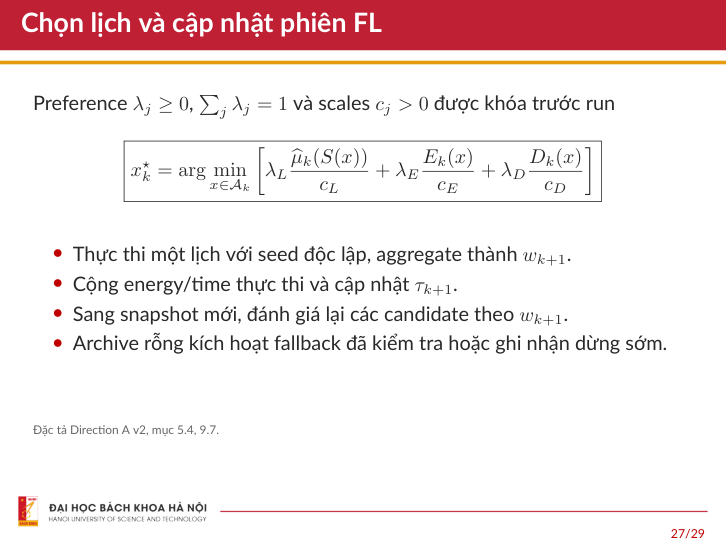 Chọn lịch và cập nhật phiên FL
Preference λ_j ≥ 0, ∑_j λ_j = 1 và scales c_j > 0 được khóa trước run
x_k^⋆ = arg min_{x∈𝒜_k} [ λ_L μ̂_k(S(x))/c_L + λ_E E_k(x)/c_E + λ_D D_k(x)/c_D ]
• Thực thi một lịch với seed độc lập, aggregate thành w_{k+1}.
• Cộng energy/time thực thi và cập nhật τ_{k+1}.
• Sang snapshot mới, đánh giá lại các candidate theo w_{k+1}.
• Archive rỗng kích hoạt fallback đã kiểm tra hoặc ghi nhận dừng sớm.
Đặc tả Direction A v2, mục 5.4, 9.7.
ĐẠI HỌC BÁCH KHOA HÀ NỘI
HANOI UNIVERSITY OF SCIENCE AND TECHNOLOGY
27/29